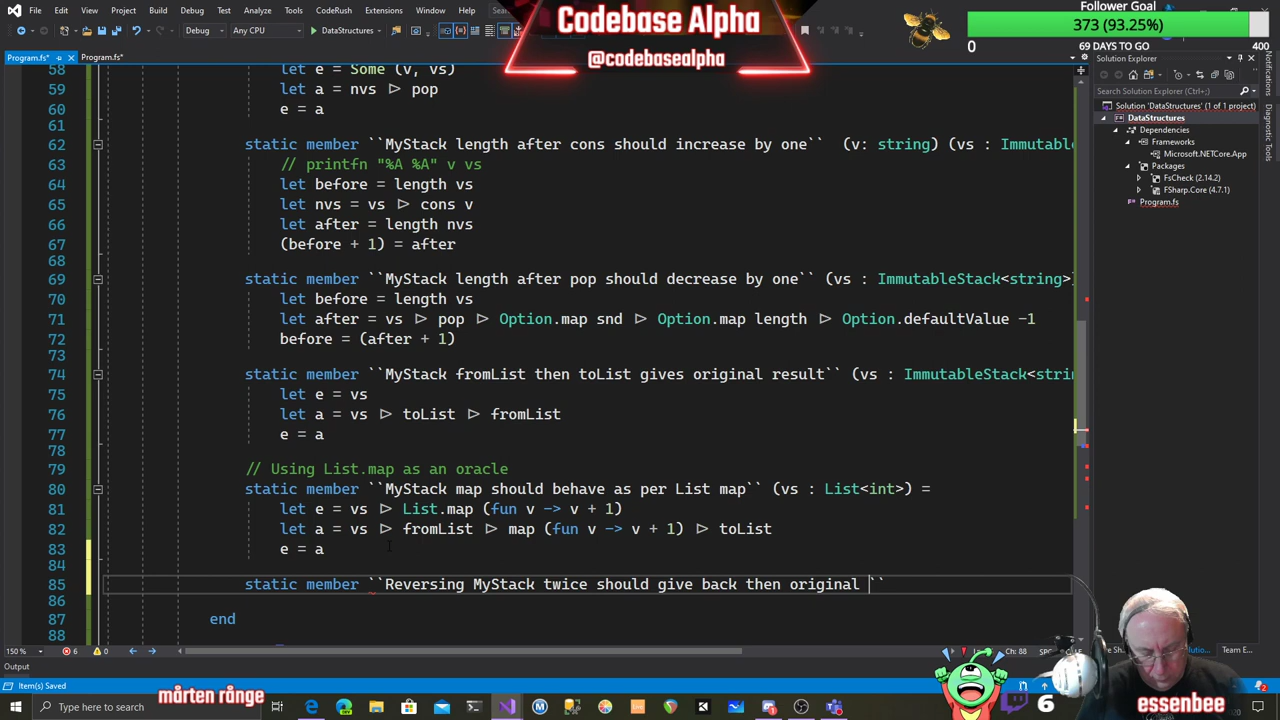 File Edit View Project Build Debug Test Analyze Tools CodeRush Extensions Window Help
Search
Follower Goal
Codebase Alpha
@codebasealpha
373 (93.25%)
0 69 DAYS TO GO 400
Debug Any CPU DataStructures
Program.fs* Program.fs*
58 let e = Some (v, vs)
59 let a = nvs ▷ pop
60 e = a
61
62 static member ``MyStack length after cons should increase by one`` (v: string) (vs : Immuta
63 // printfn "%A %A" v vs
64 let before = length vs
65 let nvs = vs ▷ cons v
66 let after = length nvs
67 (before + 1) = after
68
69 static member ``MyStack length after pop should decrease by one`` (vs : ImmutableStack<string>
70 let before = length vs
71 let after = vs ▷ pop ▷ Option.map snd ▷ Option.map length ▷ Option.defaultValue -1
72 before = (after + 1)
73
74 static member ``MyStack fromList then toList gives original result`` (vs : ImmutableStack<strin
75 let e = vs
76 let a = vs ▷ toList ▷ fromList
77 e = a
78
79 // Using List.map as an oracle
80 static member ``MyStack map should behave as per List map`` (vs : List<int>) =
81 let e = vs ▷ List.map (fun v -> v + 1)
82 let a = vs ▷ fromList ▷ map (fun v -> v + 1) ▷ toList
83 e = a
84
85 static member ``Reversing MyStack twice should give back then original ``
86
87 end
88
Solution Explorer
Search Solution Explorer (Ctrl+;)
Solution 'DataStructures' (1 of 1 project)
DataStructures
Dependencies
Frameworks
Microsoft.NETCore.App
Packages
FsCheck (2.14.2)
FSharp.Core (4.7.1)
Program.fs
Notifications
Diagnostic Tools
150 % 6 0 Ch: 88 Team E...
Output
Item(s) Saved
mårten rånge
Type here to search
6
essenbee